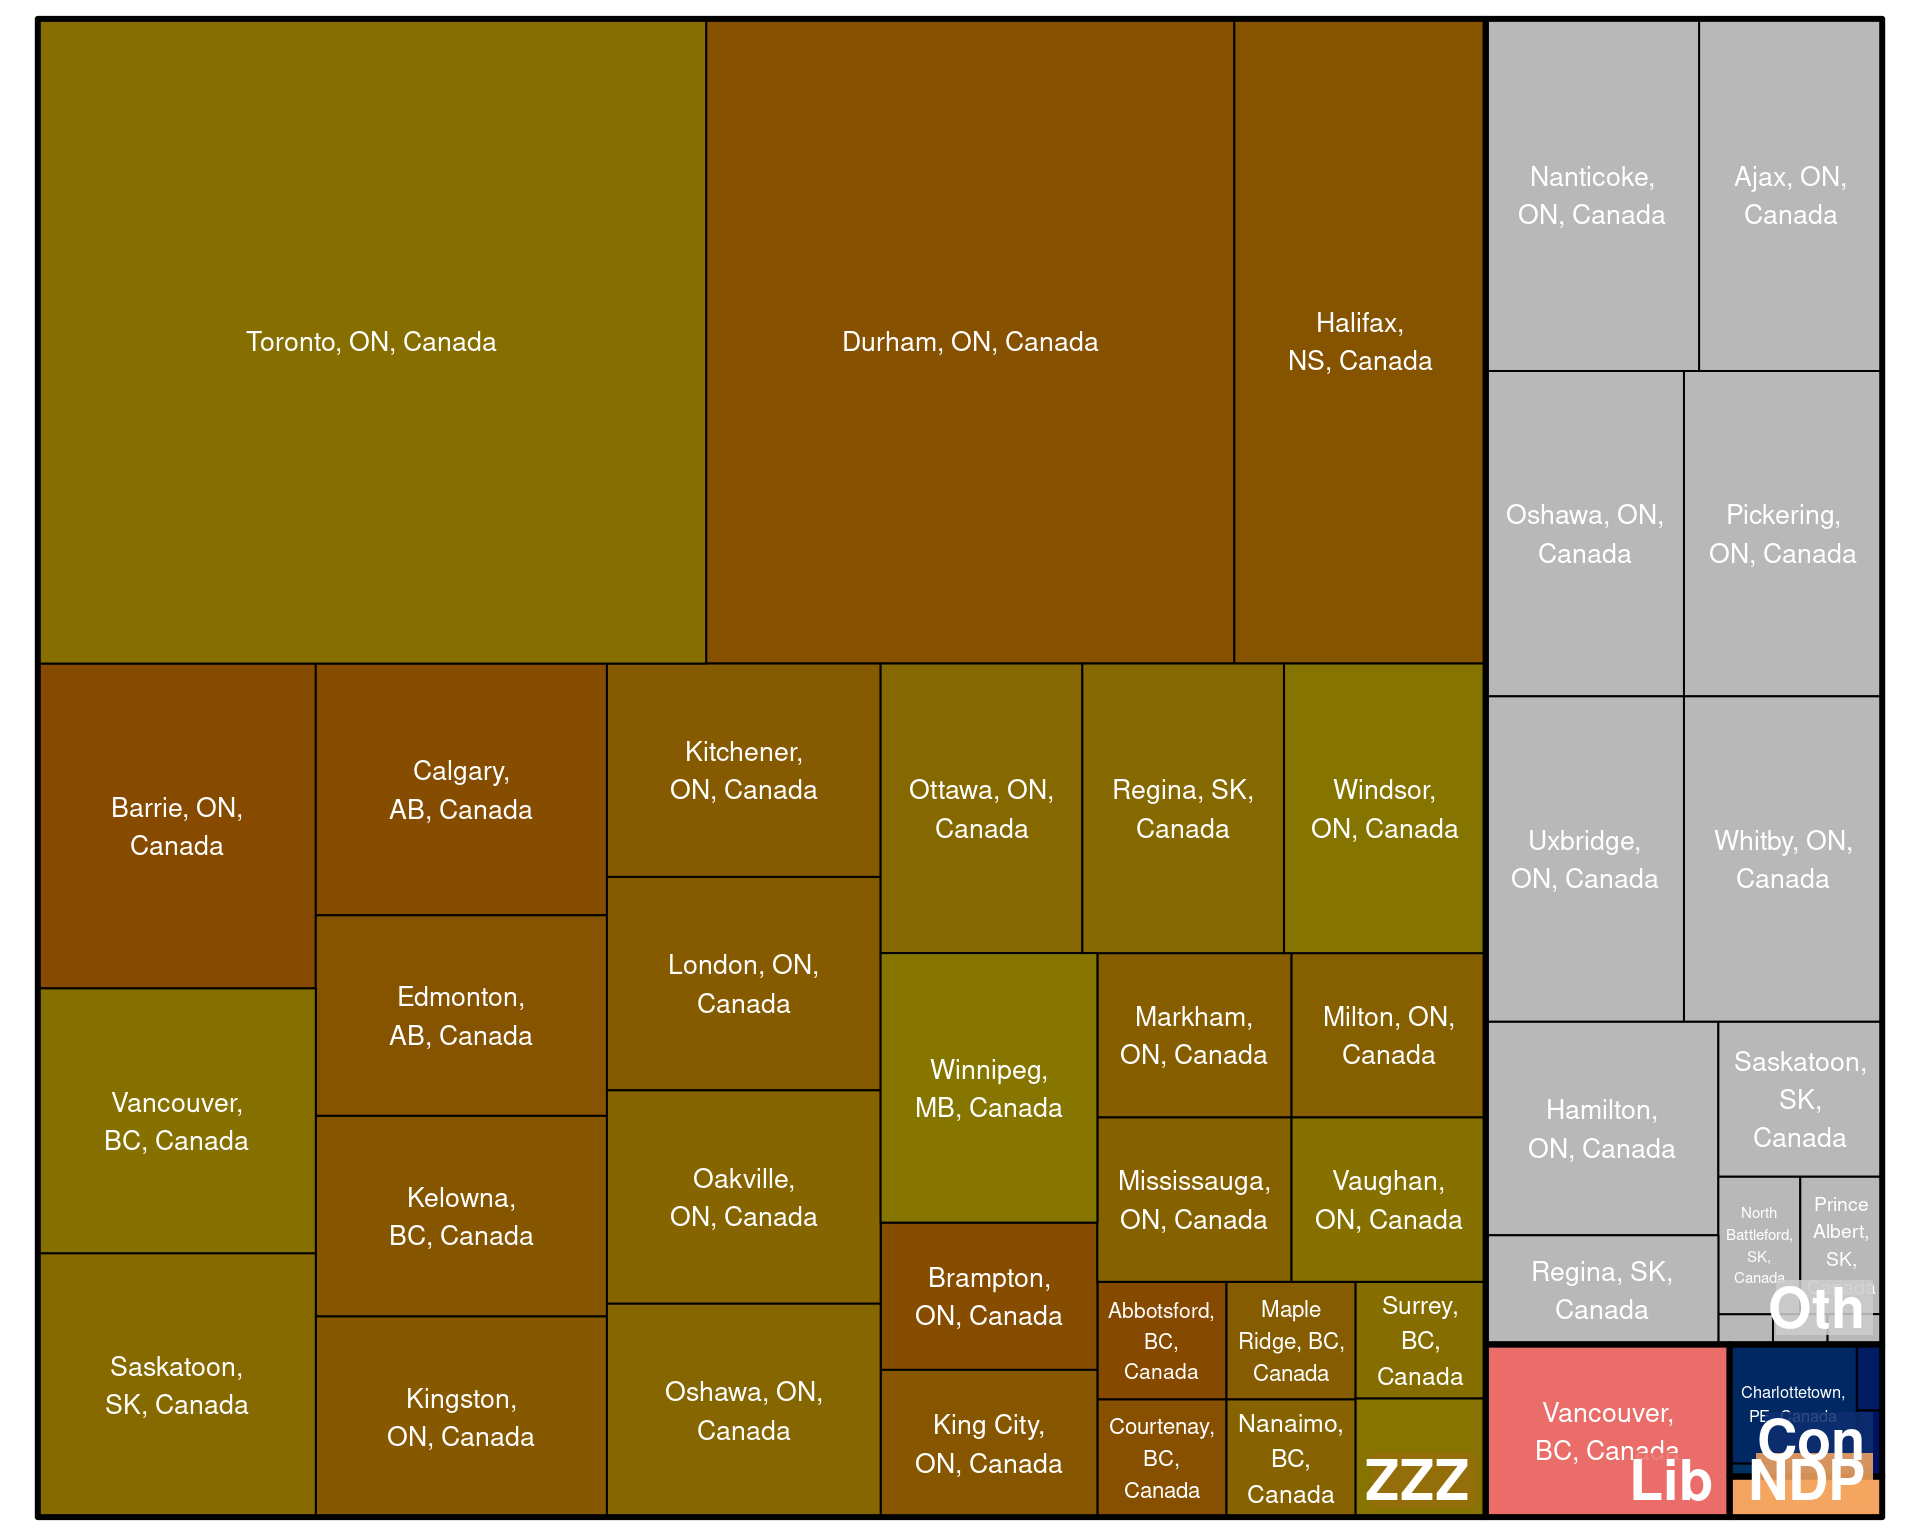 Toronto, ON, Canada
Durham, ON, Canada
Halifax,
NS, Canada
Nanticoke,
ON, Canada
Ajax, ON,
Canada
Oshawa, ON,
Canada
Pickering,
ON, Canada
Barrie, ON,
Canada
Calgary,
AB, Canada
Kitchener,
ON, Canada
Ottawa, ON,
Canada
Regina, SK,
Canada
Windsor,
ON, Canada
Uxbridge,
ON, Canada
Whitby, ON,
Canada
Edmonton,
AB, Canada
London, ON,
Canada
Vancouver,
BC, Canada
Winnipeg,
MB, Canada
Markham,
ON, Canada
Milton, ON,
Canada
Hamilton,
ON, Canada
Saskatoon,
SK,
Canada
Kelowna,
BC, Canada
Oakville,
ON, Canada
Mississauga,
ON, Canada
Vaughan,
ON, Canada
North
Battleford,
SK,
Canada
Prince
Albert,
SK,
Canada
Oth
Regina, SK,
Canada
Saskatoon,
SK, Canada
Kingston,
ON, Canada
Oshawa, ON,
Canada
Brampton,
ON, Canada
King City,
ON, Canada
Abbotsford,
BC,
Canada
Maple
Ridge, BC,
Canada
Surrey,
BC,
Canada
Courtenay,
BC,
Canada
Nanaimo,
BC,
Canada
ZZZ
Vancouver,
BC, Canada
Lib
Charlottetown,
PE, Canada
Con
NDP